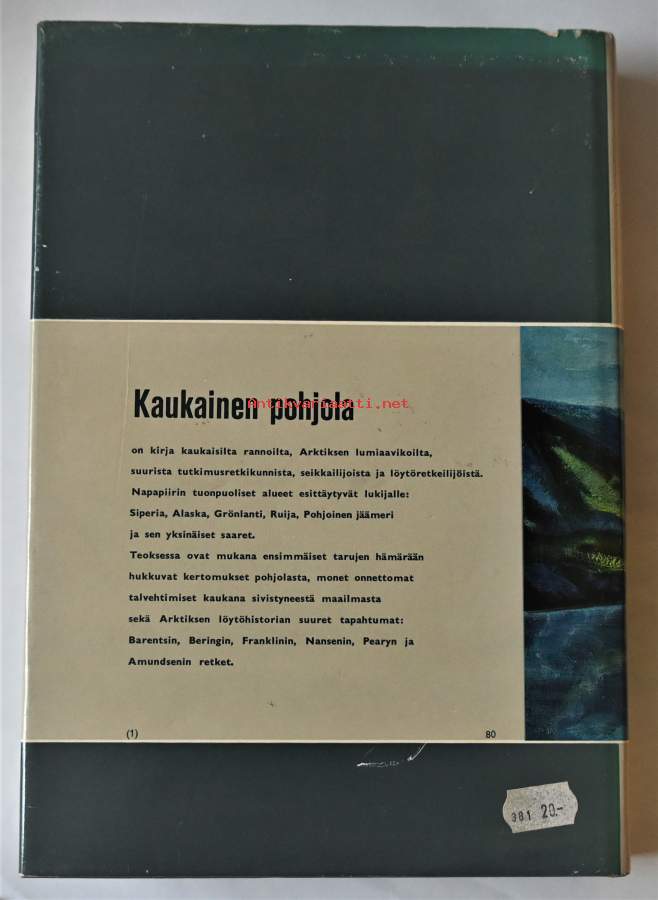 Kaukainen pohjola
antikvariaatti.net
on kirja kaukaisilta rannoilta, Arktiksen lumiaavikoilta,
suurista tutkimusretkikunnista, seikkailijoista ja löytöretkeilijöistä.
Napapiirin tuonpuoliset alueet esittäytyvät lukijalle:
Siperia, Alaska, Grönlanti, Ruija, Pohjoinen jäämeri
ja sen yksinäiset saaret.
Teoksessa ovat mukana ensimmäiset tarujen hämärään
hukkuvat kertomukset pohjolasta, monet onnettomat
talvehtimiset kaukana sivistyneestä maailmasta
sekä Arktiksen löytöhistorian suuret tapahtumat:
Barentsin, Beringin, Franklinin, Nansenin, Pearyn ja
Amundsenin retket.
(1) 80
381 20.-